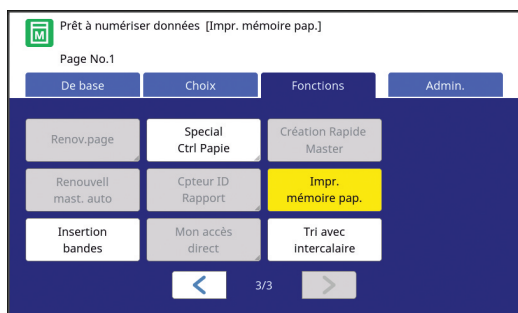 M
Prêt à numériser données [Impr. mémoire pap.]
Page No.1
De base
Choix
Fonctions
Admin.
Renov.page
Special
Ctrl Papie
Création Rapide
Master
Renouvell
mast. auto
Cpteur ID
Rapport
Impr.
mémoire pap.
Insertion
bandes
Mon accès
direct
Tri avec
intercalaire
<
3/3
>